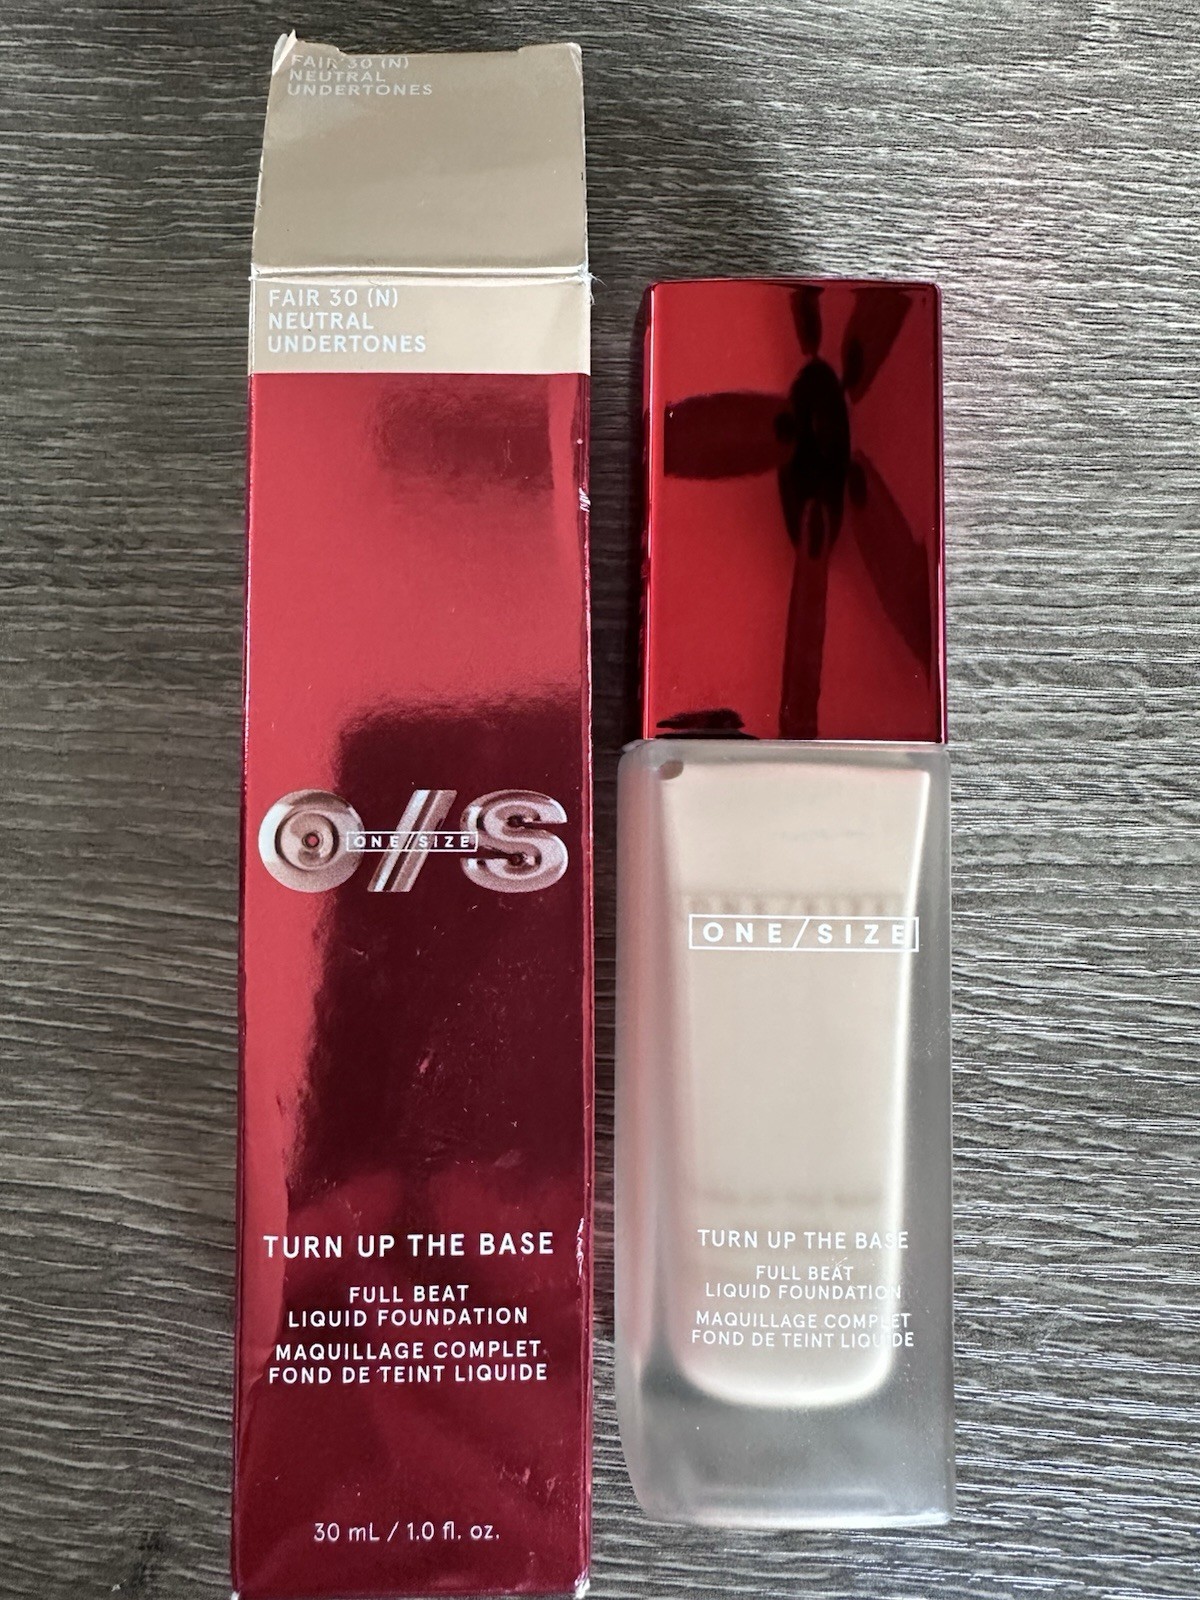 FAIR 30 (N)
NEUTRAL
UNDERTONES
FAIR 30 (N)
NEUTRAL
UNDERTONES
O/S
ONE/SIZE
TURN UP THE BASE
FULL BEAT
LIQUID FOUNDATION
MAQUILLAGE COMPLET
FOND DE TEINT LIQUIDE
30 mL / 1.0 fl. oz.
ONE/SIZE
TURN UP THE BASE
FULL BEAT
LIQUID FOUNDATION
MAQUILLAGE COMPLET
FOND DE TEINT LIQUIDE